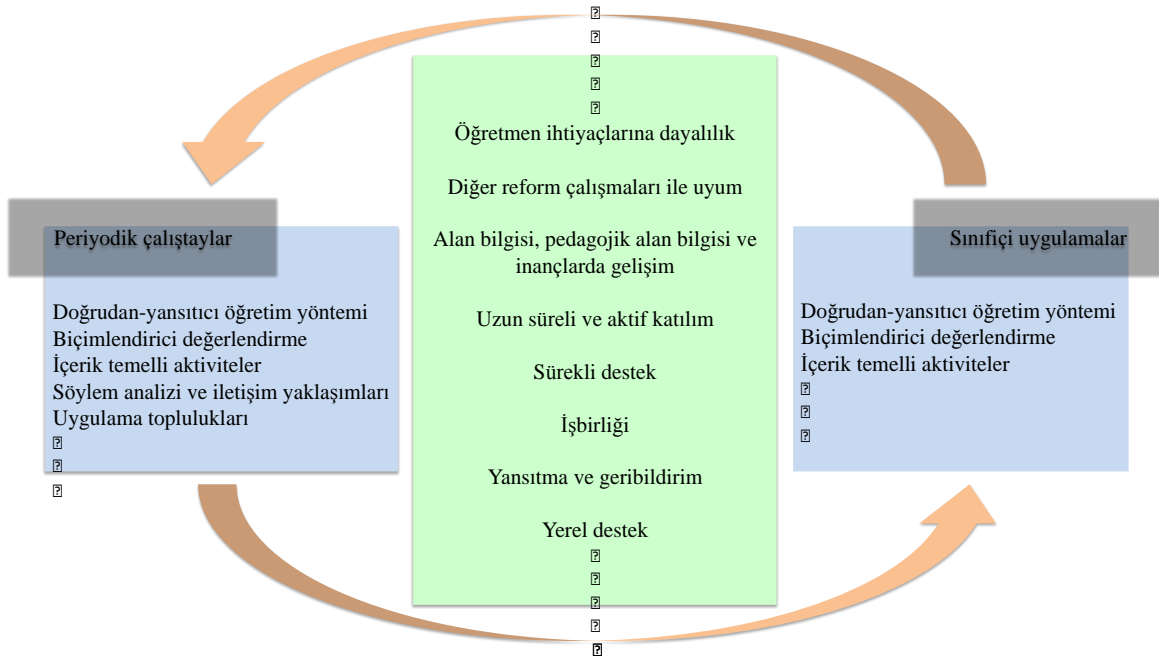 Öğretmen ihtiyaçlarına dayalılık
Diğer reform çalışmaları ile uyum
Alan bilgisi, pedagojik alan bilgisi ve
inançlarda gelişim
Uzun süreli ve aktif katılım
Sürekli destek
İşbirliği
Yansıtma ve geribildirim
Yerel destek
Periyodik çalıştaylar
Doğrudan-yansıtıcı öğretim yöntemi
Biçimlendirici değerlendirme
İçerik temelli aktiviteler
Söylem analizi ve iletişim yaklaşımları
Uygulama toplulukları
Sınıfiçi uygulamalar
Doğrudan-yansıtıcı öğretim yöntemi
Biçimlendirici değerlendirme
İçerik temelli aktiviteler